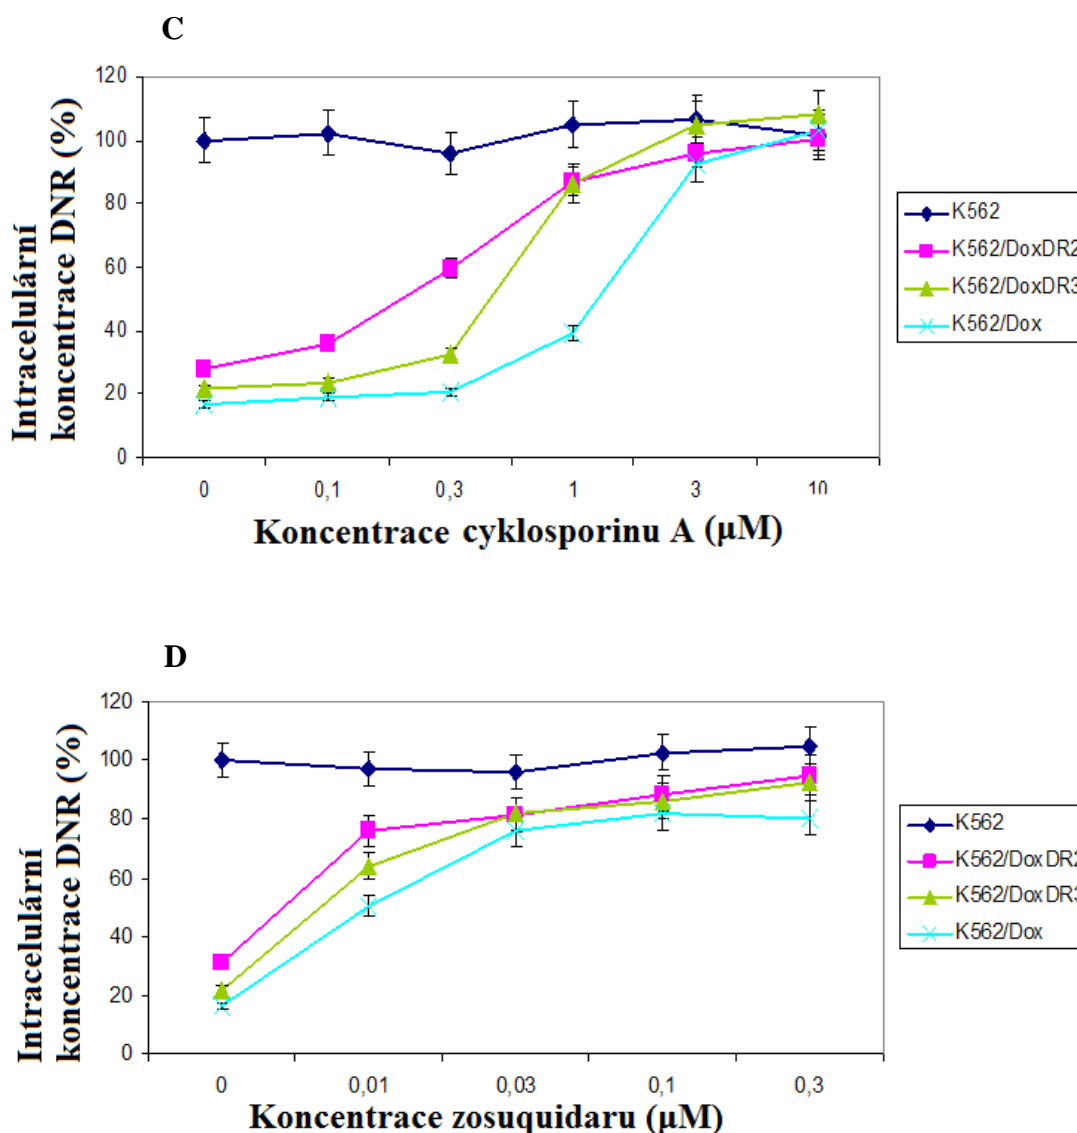 C
Intracelulární
koncentrace DNR (%)
120
100
80
60
40
20
0
0 0,1 0,3 1 3 10
Koncentrace cyklosporinu A (µM)
K562
K562/DoxDR2
K562/DoxDR3
K562/Dox
D
Intracelulární
koncentrace DNR (%)
120
100
80
60
40
20
0
0 0,01 0,03 0,1 0,3
Koncentrace zosuquidaru (µM)
K562
K562/DoxDR2
K562/DoxDR3
K562/Dox